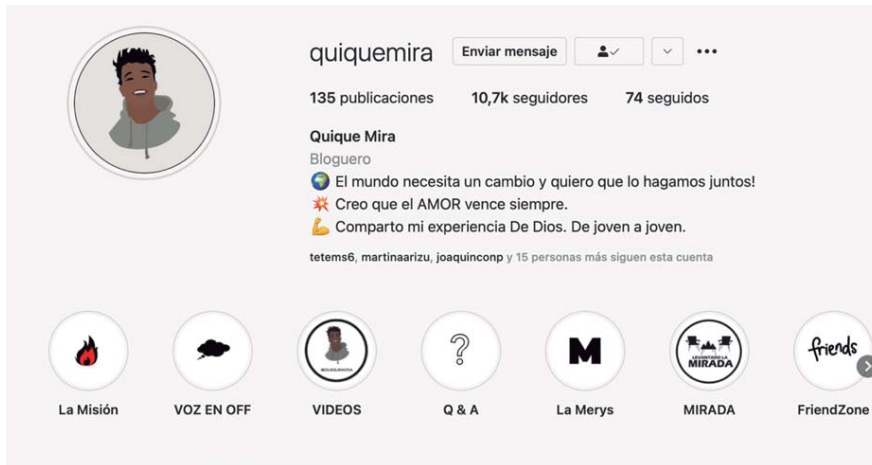 quiquemira Enviar mensaje
135 publicaciones 10,7k seguidores 74 seguidos
Quique Mira
Bloguero
El mundo necesita un cambio y quiero que lo hagamos juntos!
Creo que el AMOR vence siempre.
Comparto mi experiencia De Dios. De joven a joven.
tetems6, martinaarizu, joaquinconp y 15 personas más siguen esta cuenta
? M LEVANTAD LA
MIRADA friends
La Misión VOZ EN OFF VIDEOS Q & A La Merys MIRADA FriendZone